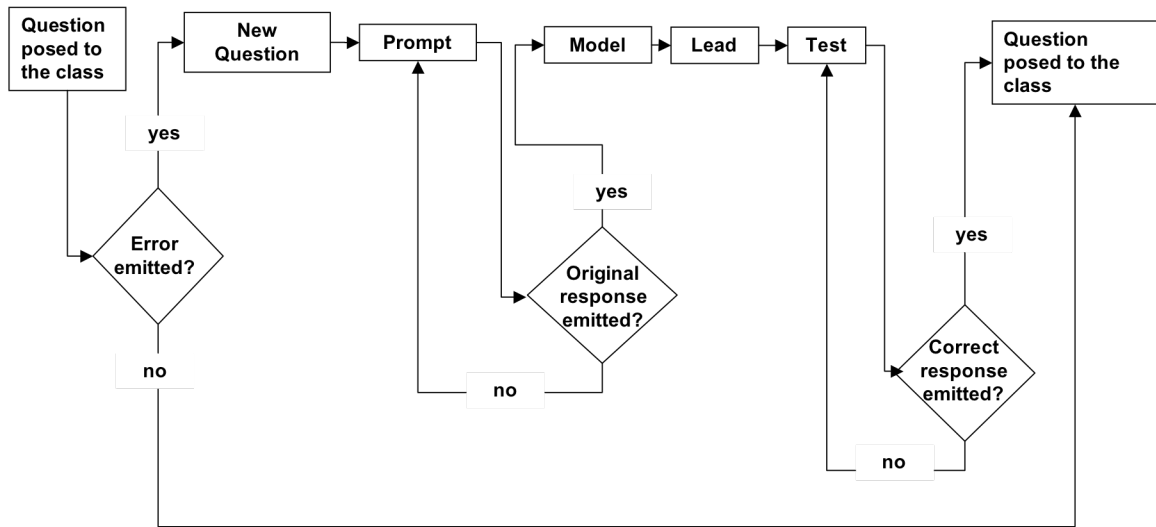 Question
posed to
the class
New
Question
Prompt
Model
Lead
Test
Question
posed to the
class
yes
yes
yes
Error
emitted?
Original
response
emitted?
Correct
response
emitted?
no
no
no